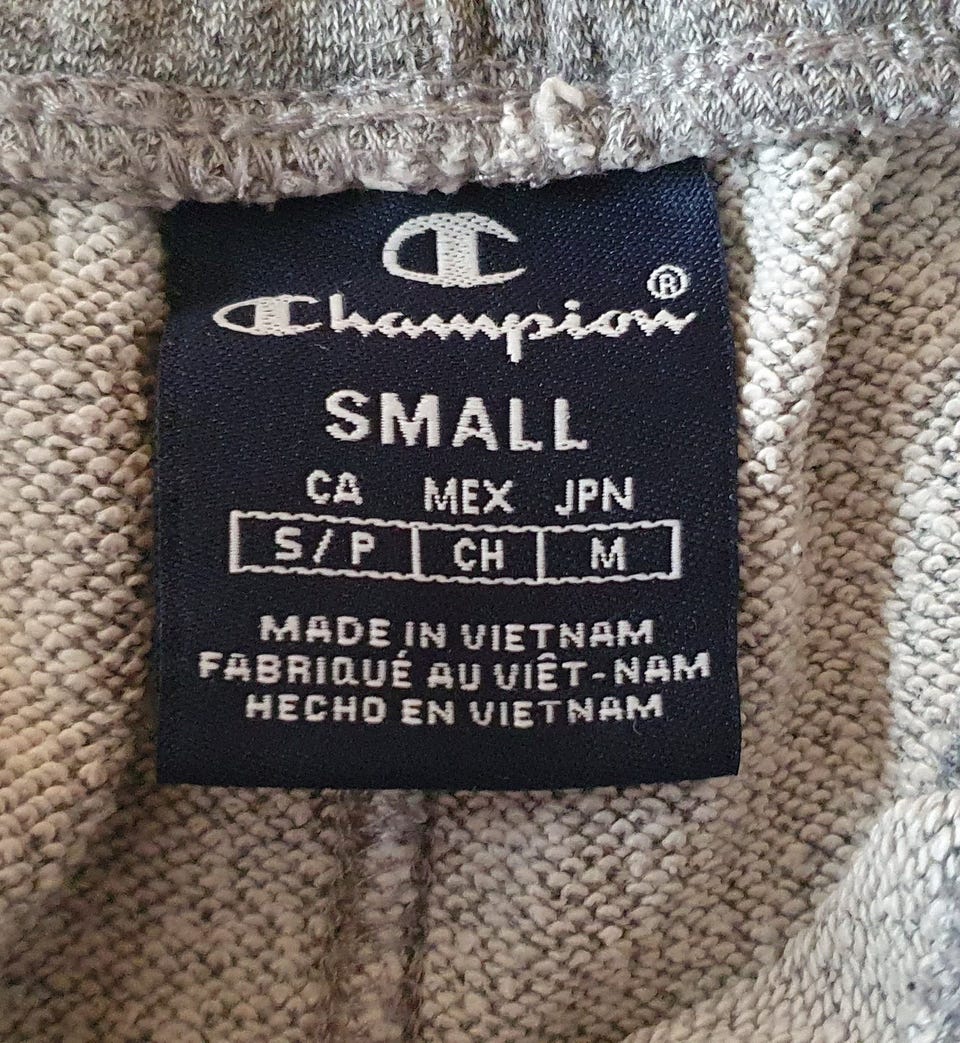 C
Champion®
SMALL
CA MEX JPN
S/P CH M
MADE IN VIETNAM
FABRIQUÉ AU VIÊT-NAM
HECHO EN VIETNAM